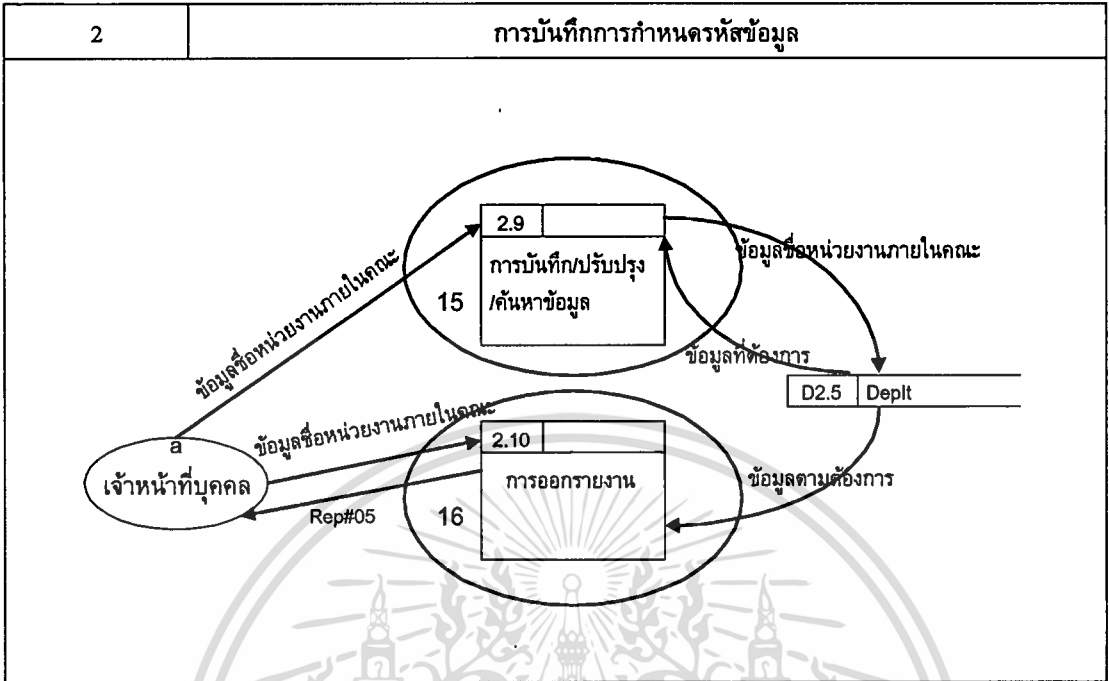 2
การบันทึกการกำหนดรหัสข้อมูล
2.9
การบันทึก/ปรับปรุง
/ค้นหาข้อมูล
15
ข้อมูลชื่อหน่วยงานภายในคณะ
ข้อมูลชื่อหน่วยงานภายในคณะ
ข้อมูลที่ต้องการ
D2.5 Deplt
a
เจ้าหน้าที่บุคคล
ข้อมูลชื่อหน่วยงานภายในคณะ
2.10
การออกรายงาน
16
Rep#05
ข้อมูลตามต้องการ